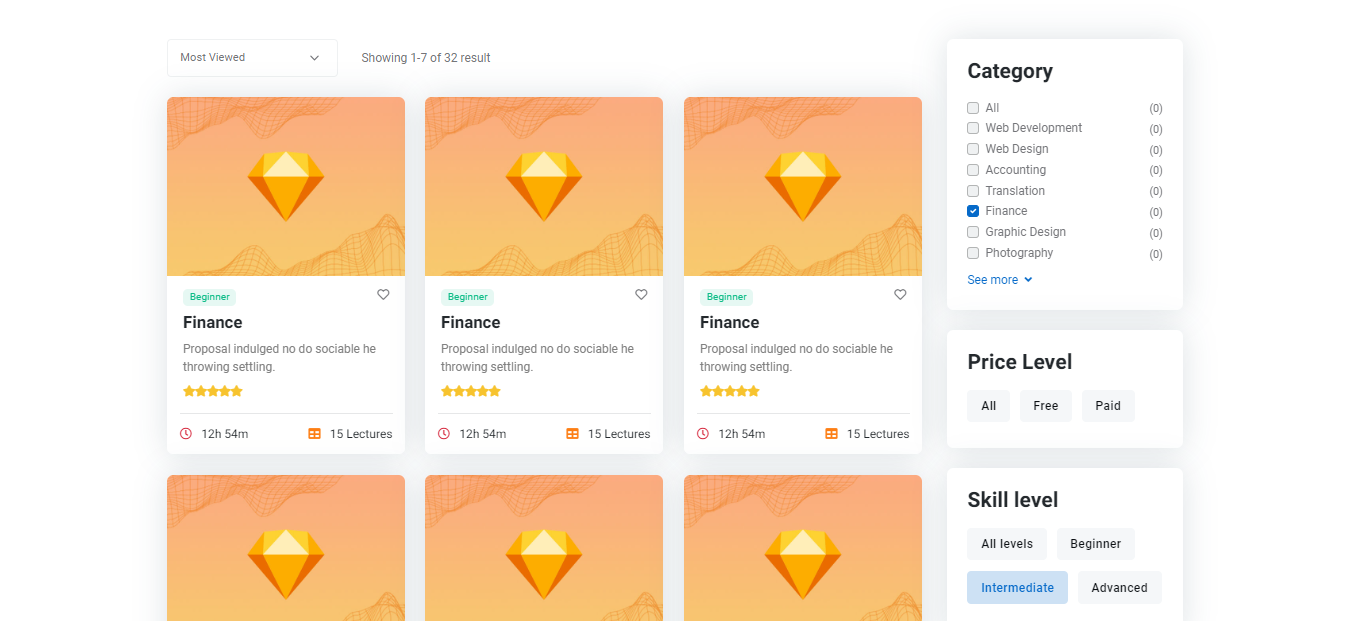 Most Viewed
Showing 1-7 of 32 result
Beginner
Finance
Proposal indulged no do sociable he
throwing settling.
12h 54m
15 Lectures
Beginner
Finance
Proposal indulged no do sociable he
throwing settling.
12h 54m
15 Lectures
Beginner
Finance
Proposal indulged no do sociable he
throwing settling.
12h 54m
15 Lectures
Category
All (0)
Web Development (0)
Web Design (0)
Accounting (0)
Translation (0)
Finance (0)
Graphic Design (0)
Photography (0)
See more
Price Level
All Free Paid
Skill level
All levels Beginner
Intermediate Advanced